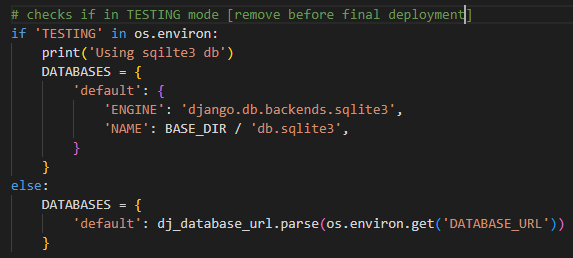 # checks if in TESTING mode [remove before final deployment]
if 'TESTING' in os.environ:
    print('Using sqilte3 db')
    DATABASES = {
        'default': {
            'ENGINE': 'django.db.backends.sqlite3',
            'NAME': BASE_DIR / 'db.sqlite3',
        }
    }
else:
    DATABASES = {
        'default': dj_database_url.parse(os.environ.get('DATABASE_URL'))
    }